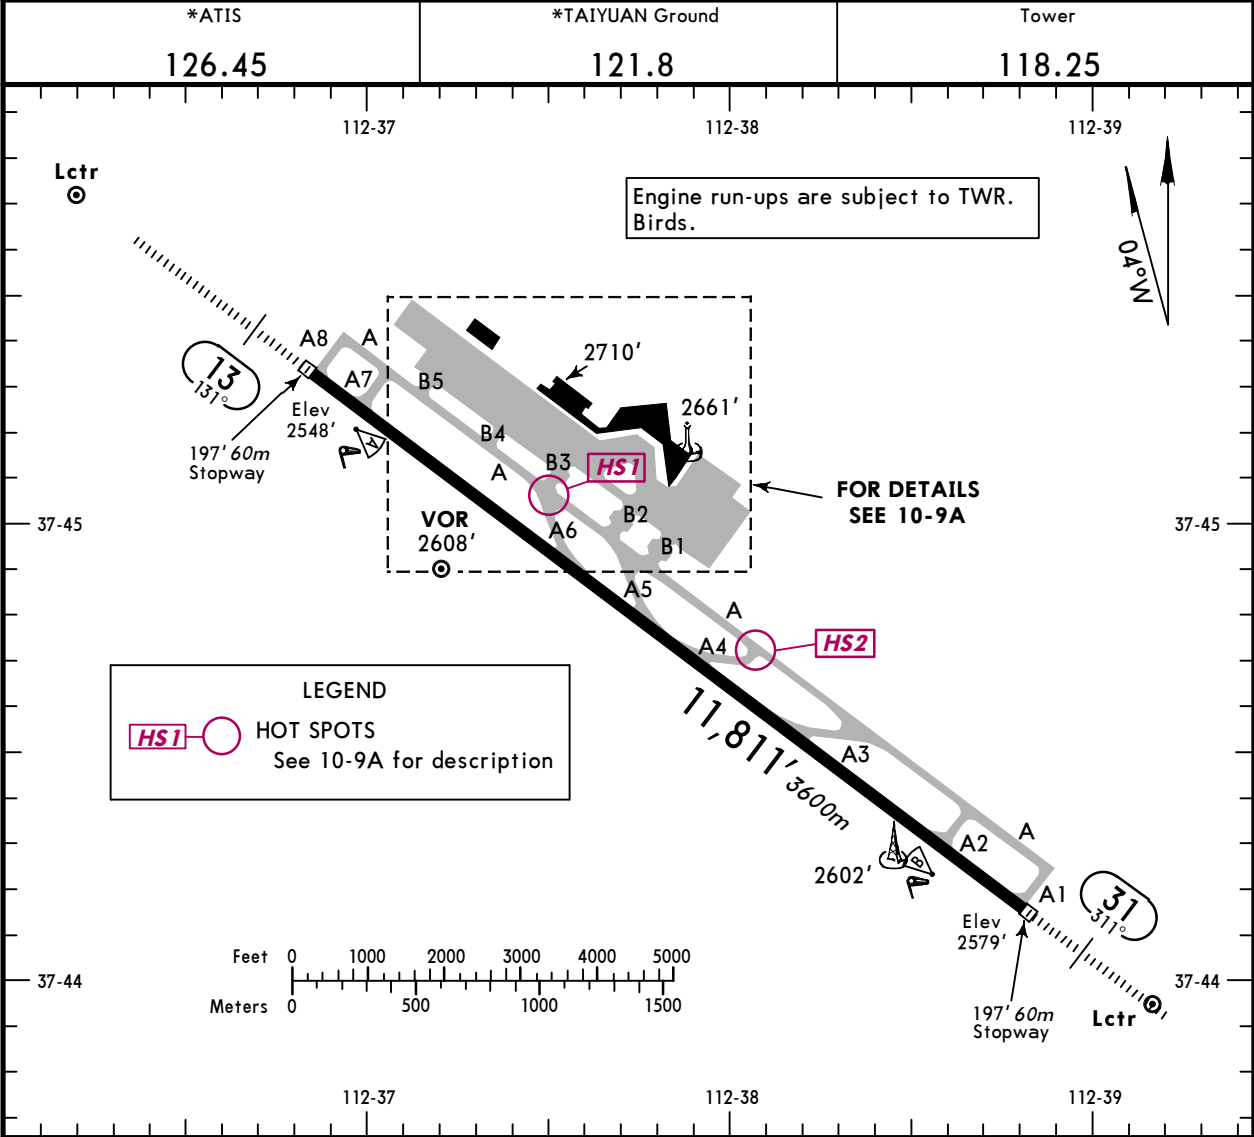 *ATIS
126.45
*TAIYUAN Ground
121.8
Tower
118.25
112-37
112-38
112-39
Lctr
Engine run-ups are subject to TWR.
Birds.
04°W
A8
A
13
131°
A7
B5
2710'
2661'
Elev
2548'
197' 60m
Stopway
A
B4
A
B3
HS1
FOR DETAILS
SEE 10-9A
37-45
VOR
2608'
A6
B2
B1
37-45
A5
A
A4
HS2
LEGEND
HS1
HOT SPOTS
See 10-9A for description
11,811' 3600m
A3
A2
A
2602'
B
A1
31
311°
Elev
2579'
197' 60m
Stopway
Lctr
Feet 0 1000 2000 3000 4000 5000
Meters 0 500 1000 1500
37-44
37-44
112-37
112-38
112-39